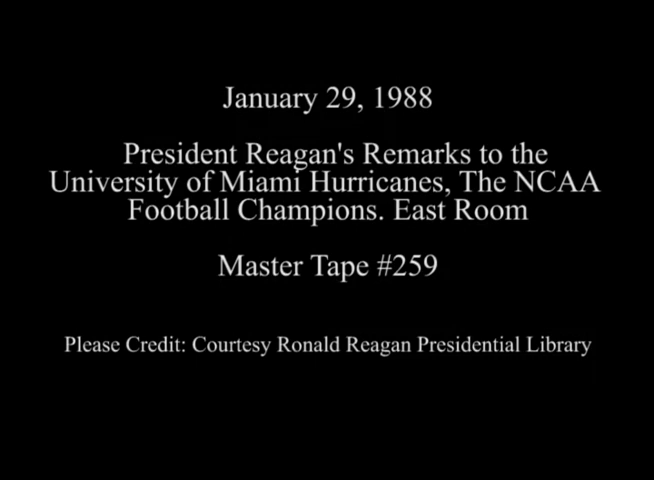 January 29, 1988
President Reagan's Remarks to the
University of Miami Hurricanes, The NCAA
Football Champions. East Room
Master Tape #259
Please Credit: Courtesy Ronald Reagan Presidential Library